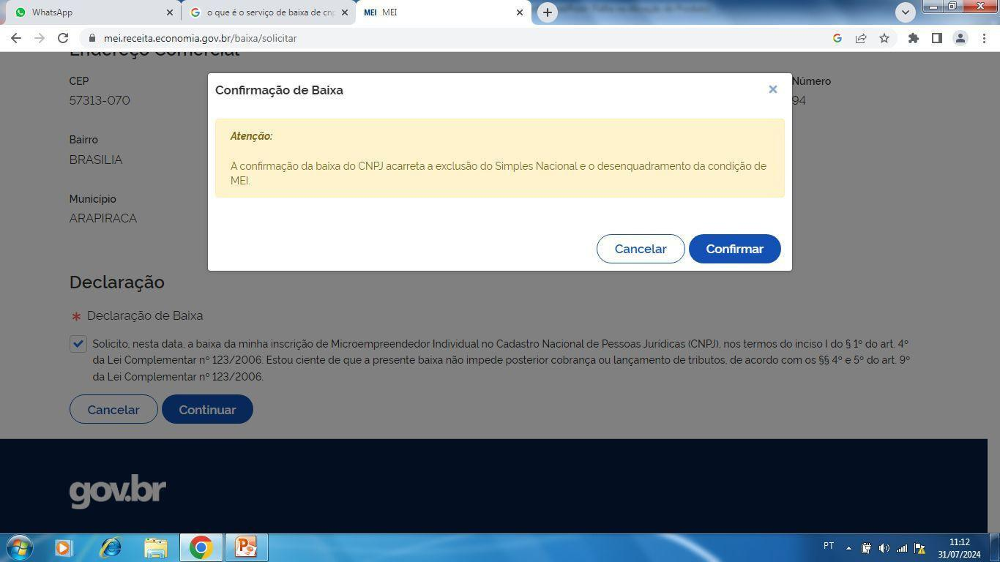 WhatsApp
o que é o serviço de baixa de cnp
MEI MEI
mei.receita.economia.gov.br/baixa/solicitar
Endereço Comercial
CEP
57313-070
Número
94
Bairro
BRASILIA
Município
ARAPIRACA
Confirmação de Baixa
Atenção:
A confirmação da baixa do CNPJ acarreta a exclusão do Simples Nacional e o desenquadramento da condição de
MEI.
Cancelar Confirmar
Declaração
* Declaração de Baixa
Solicito, nesta data, a baixa da minha inscrição de Microempreendedor Individual no Cadastro Nacional de Pessoas Jurídicas (CNPJ), nos termos do inciso I do § 1º do art. 4º
da Lei Complementar nº 123/2006. Estou ciente de que a presente baixa não impede posterior cobrança ou lançamento de tributos, de acordo com os §§ 4º e 5º do art. 9º
da Lei Complementar nº 123/2006.
Cancelar Continuar
gov.br
PT
11:12
31/07/2024